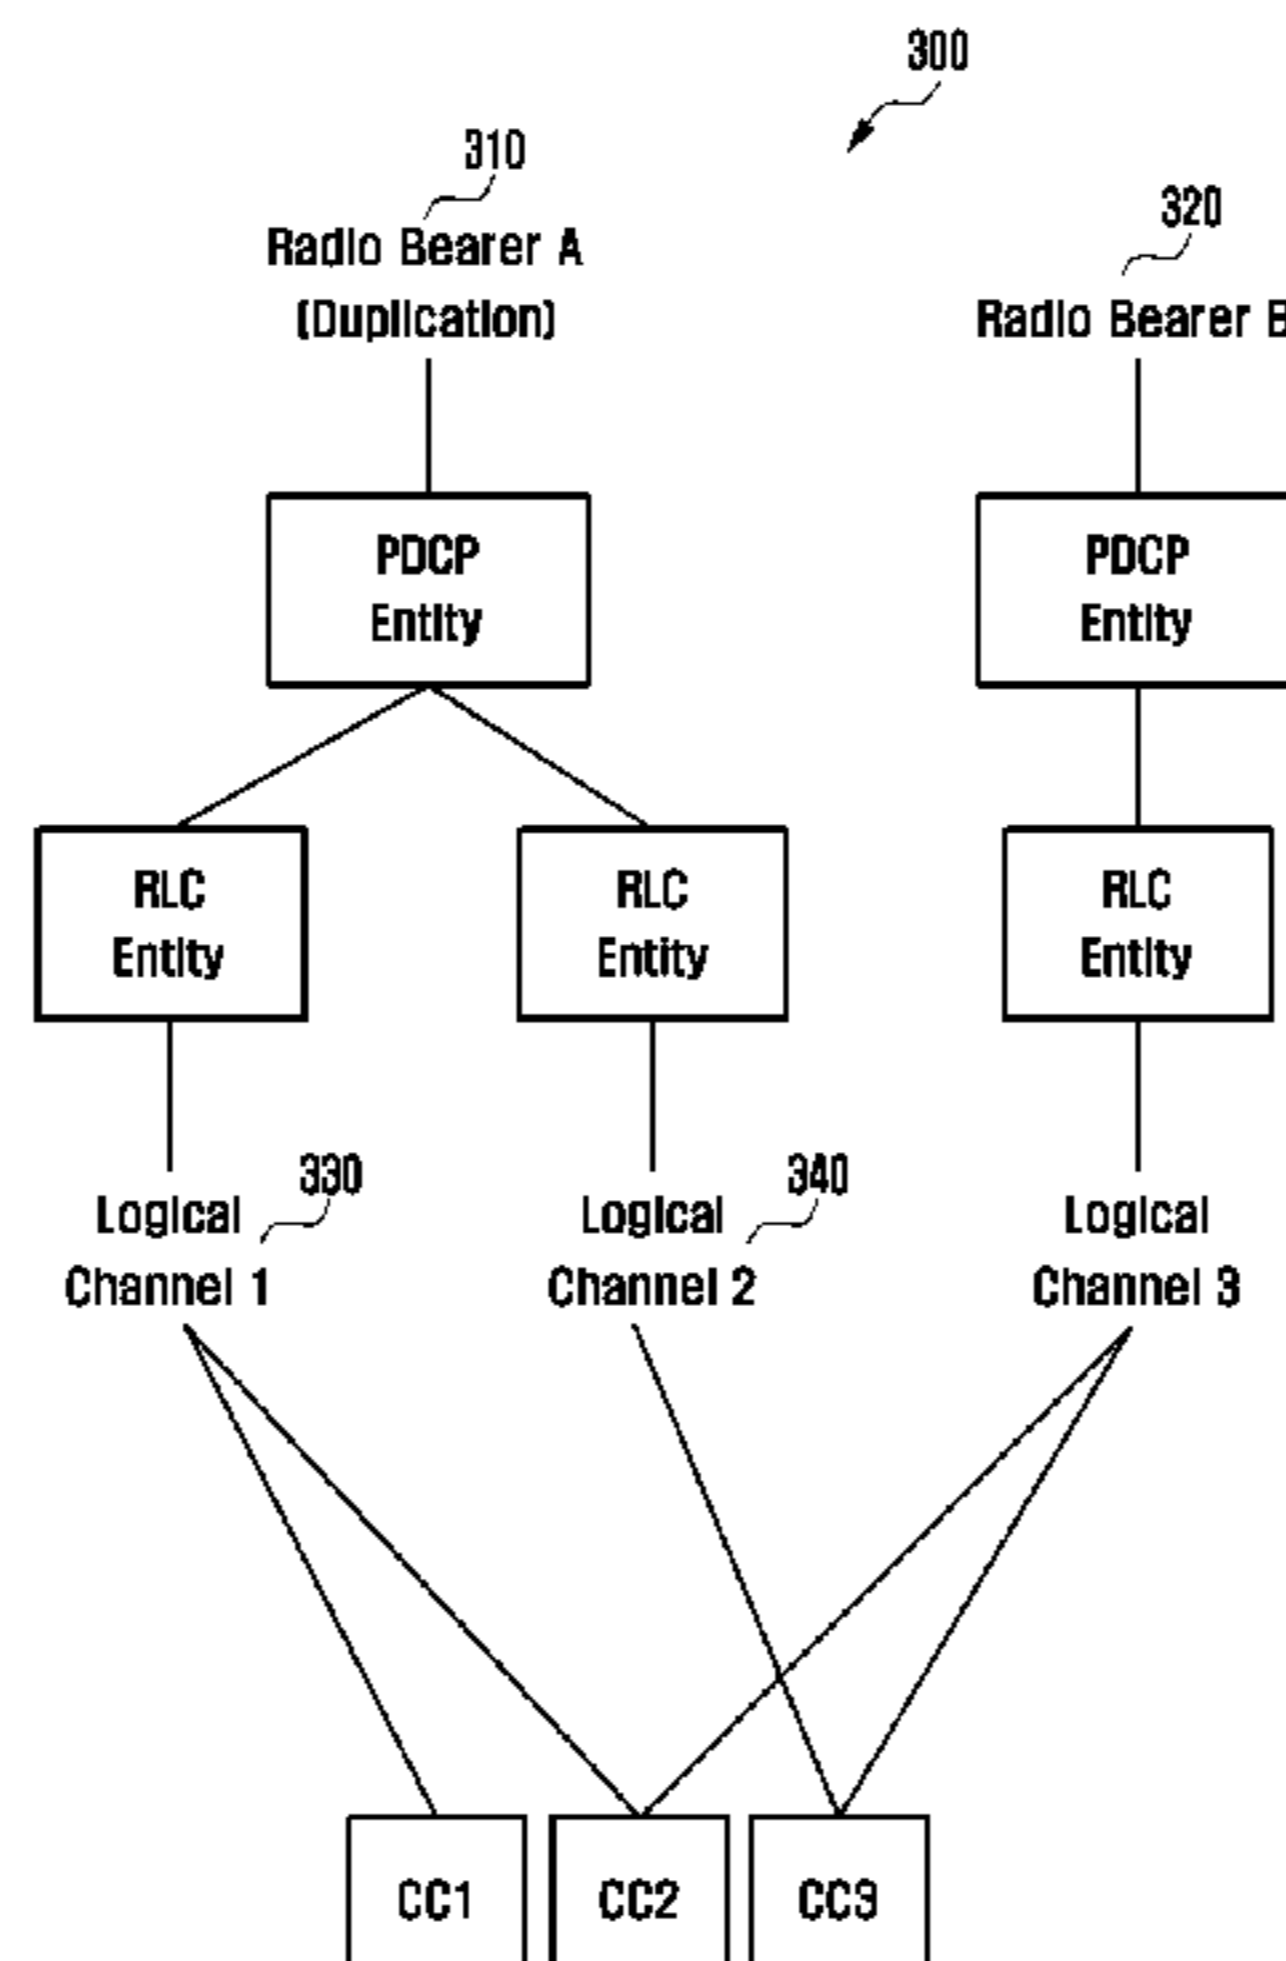 300
310
Radio Bearer A
(Duplication)
320
Radio Bearer B
PDCP
Entity
PDCP
Entity
RLC
Entity
RLC
Entity
RLC
Entity
Logical
Channel 1
330
Logical
Channel 2
340
Logical
Channel 3
CC1
CC2
CC3